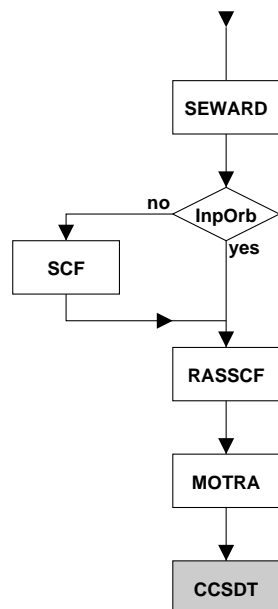 SEWARD
InpOrb
no
yes
SCF
RASSCF
MOTRA
CCSDT